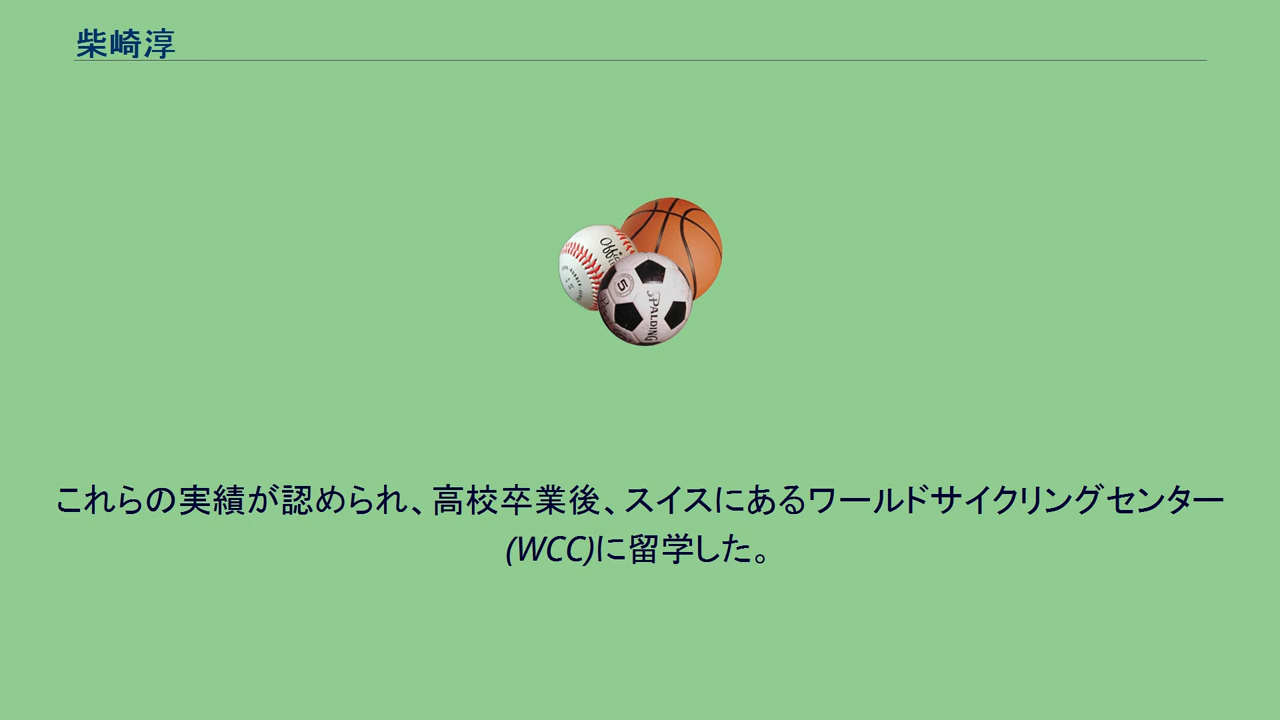 柴崎淳
Offic
5
SPALDING
これらの実績が認められ、高校卒業後、スイスにあるワールドサイクリングセンター
(WCC)に留学した。